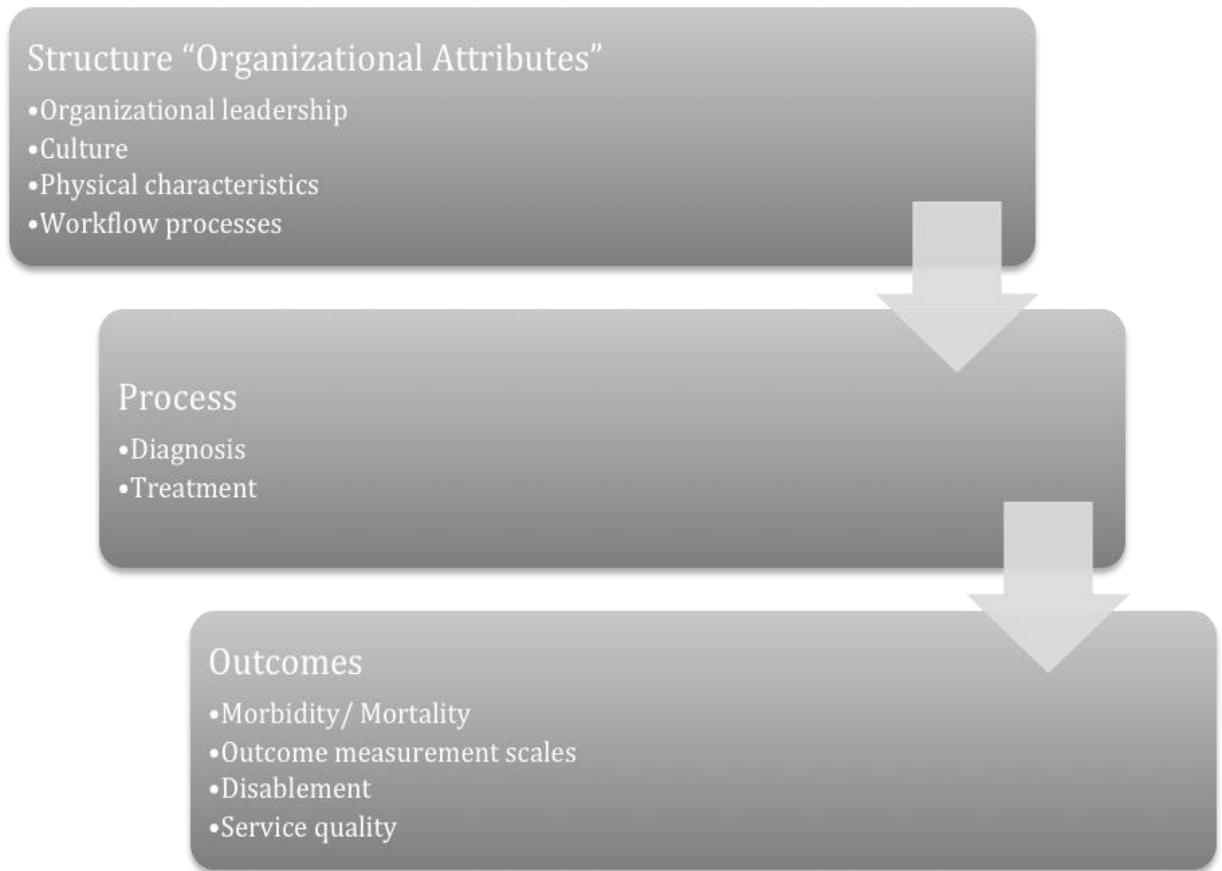 Structure “Organizational Attributes”
•Organizational leadership
•Culture
•Physical characteristics
•Workflow processes
Process
•Diagnosis
•Treatment
Outcomes
•Morbidity/ Mortality
•Outcome measurement scales
•Disablement
•Service quality